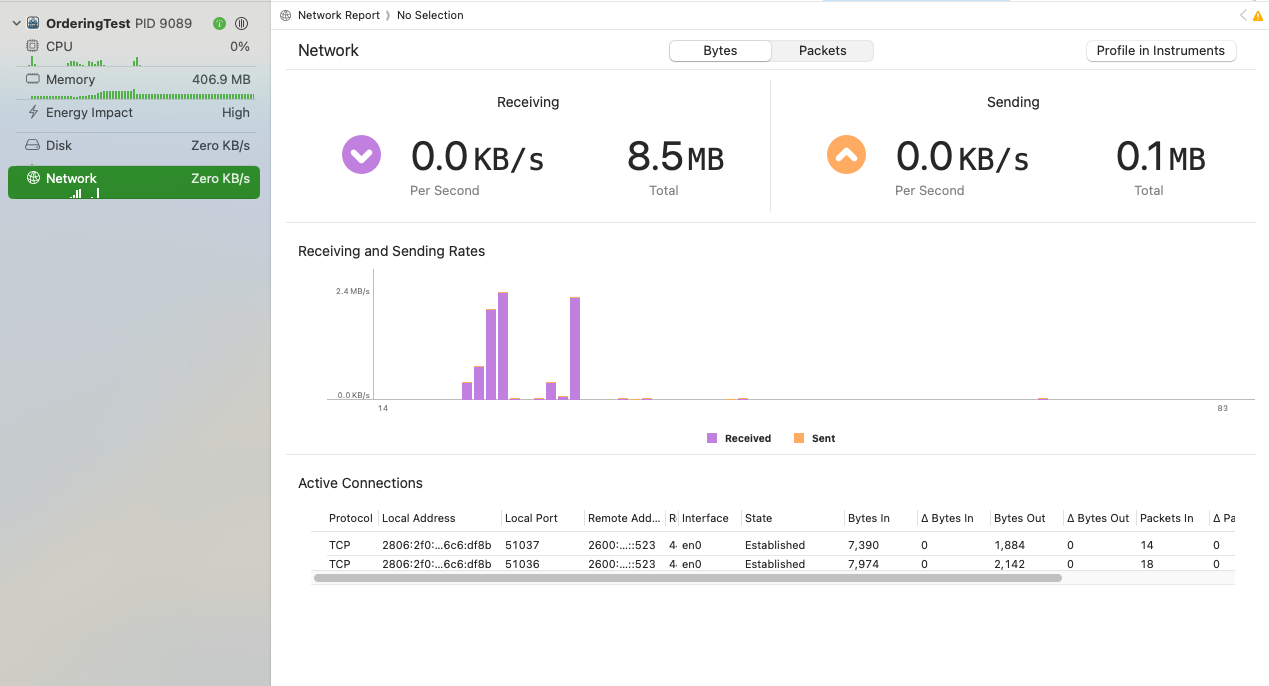 OrderingTest PID 9089
CPU 0%
Memory 406.9 MB
Energy Impact High
Disk Zero KB/s
Network Zero KB/s
Network Report No Selection
Network Bytes Packets Profile in Instruments
Receiving
0.0 KB/s 8.5 MB
Per Second Total
Sending
0.0 KB/s 0.1 MB
Per Second Total
Receiving and Sending Rates
2.4 MB/s
0.0 KB/s
14 83
Received Sent
Active Connections
Protocol Local Address Local Port Remote Add... Interface State Bytes In Δ Bytes In Bytes Out Δ Bytes Out Packets In Δ Pa
TCP 2806:2f0:...6c6:df8b 51037 2600:...::523 4 en0 Established 7,390 0 1,884 0 14 0
TCP 2806:2f0:...6c6:df8b 51036 2600:...::523 4 en0 Established 7,974 0 2,142 0 18 0